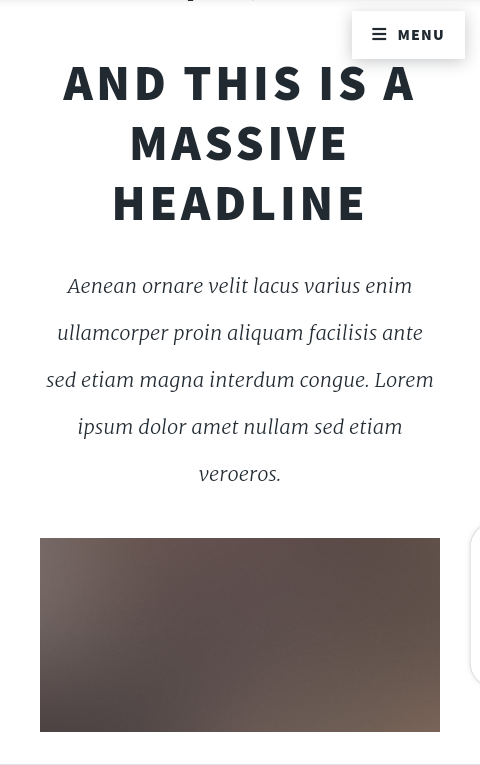 MENU
AND THIS IS A
MASSIVE
HEADLINE
Aenean ornare velit lacus varius enim
ullamcorper proin aliquam facilisis ante
sed etiam magna interdum congue. Lorem
ipsum dolor amet nullam sed etiam
veroeros.